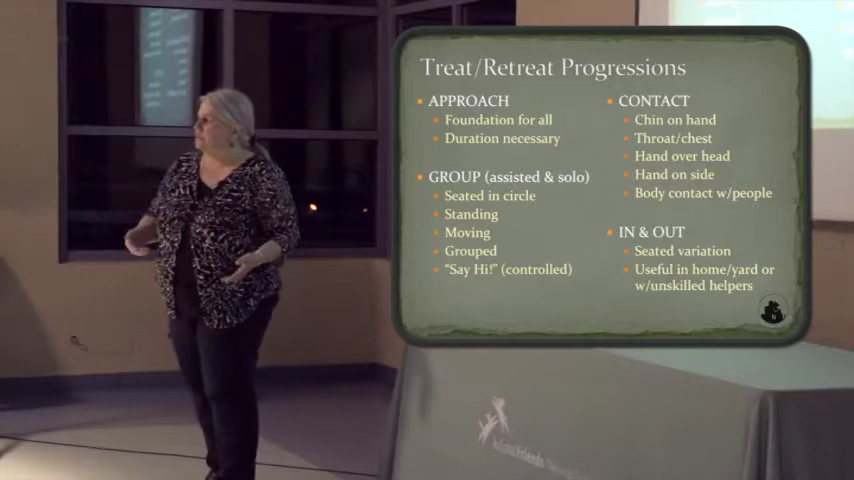 Treat/Retreat Progressions
APPROACH
Foundation for all
Duration necessary
GROUP (assisted & solo)
Seated in circle
Standing
Moving
Grouped
“Say Hi!” (controlled)
CONTACT
Chin on hand
Throat/chest
Hand over head
Hand on side
Body contact w/people
IN & OUT
Seated variation
Useful in home/yard or
w/unskilled helpers